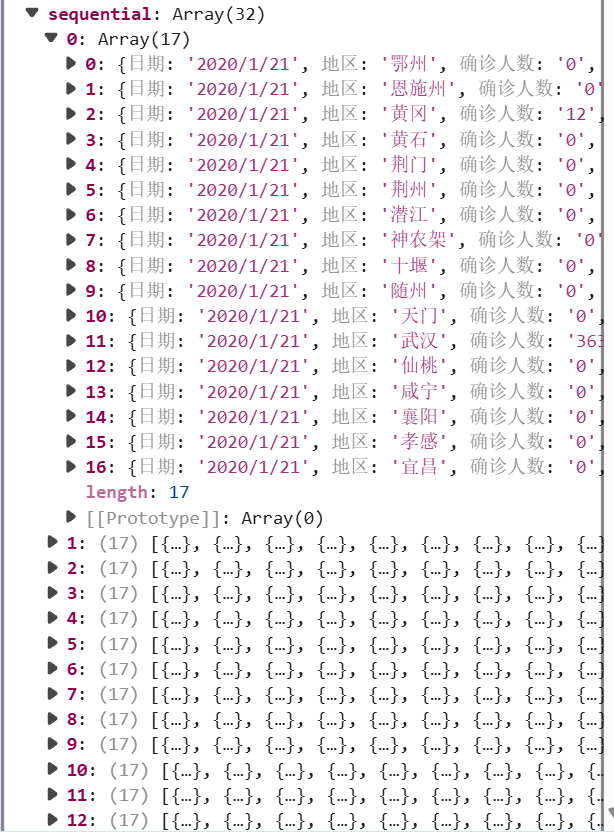 sequential: Array(32)
0: Array(17)
0: {日期: '2020/1/21', 地区: '鄂州', 确诊人数: '0',
1: {日期: '2020/1/21', 地区: '恩施州', 确诊人数: '0'
2: {日期: '2020/1/21', 地区: '黄冈', 确诊人数: '12',
3: {日期: '2020/1/21', 地区: '黄石', 确诊人数: '0',
4: {日期: '2020/1/21', 地区: '荆门', 确诊人数: '0',
5: {日期: '2020/1/21', 地区: '荆州', 确诊人数: '0',
6: {日期: '2020/1/21', 地区: '潜江', 确诊人数: '0',
7: {日期: '2020/1/21', 地区: '神农架', 确诊人数: '0'
8: {日期: '2020/1/21', 地区: '十堰', 确诊人数: '0',
9: {日期: '2020/1/21', 地区: '随州', 确诊人数: '0',
10: {日期: '2020/1/21', 地区: '天门', 确诊人数: '0',
11: {日期: '2020/1/21', 地区: '武汉', 确诊人数: '363
12: {日期: '2020/1/21', 地区: '仙桃', 确诊人数: '0',
13: {日期: '2020/1/21', 地区: '咸宁', 确诊人数: '0',
14: {日期: '2020/1/21', 地区: '襄阳', 确诊人数: '0',
15: {日期: '2020/1/21', 地区: '孝感', 确诊人数: '0',
16: {日期: '2020/1/21', 地区: '宜昌', 确诊人数: '0',
length: 17
[[Prototype]]: Array(0)
1: (17) [{…}, {…}, {…}, {…}, {…}, {…}, {…}, {…}, {…}
2: (17) [{…}, {…}, {…}, {…}, {…}, {…}, {…}, {…}, {…}
3: (17) [{…}, {…}, {…}, {…}, {…}, {…}, {…}, {…}, {…}
4: (17) [{…}, {…}, {…}, {…}, {…}, {…}, {…}, {…}, {…}
5: (17) [{…}, {…}, {…}, {…}, {…}, {…}, {…}, {…}, {…}
6: (17) [{…}, {…}, {…}, {…}, {…}, {…}, {…}, {…}, {…}
7: (17) [{…}, {…}, {…}, {…}, {…}, {…}, {…}, {…}, {…}
8: (17) [{…}, {…}, {…}, {…}, {…}, {…}, {…}, {…}, {…}
9: (17) [{…}, {…}, {…}, {…}, {…}, {…}, {…}, {…}, {…}
10: (17) [{…}, {…}, {…}, {…}, {…}, {…}, {…}, {…}, {.
11: (17) [{…}, {…}, {…}, {…}, {…}, {…}, {…}, {…}, {.
12: (17) [{…}, {…}, {…}, {…}, {…}, {…}, {…}, {…}, {.